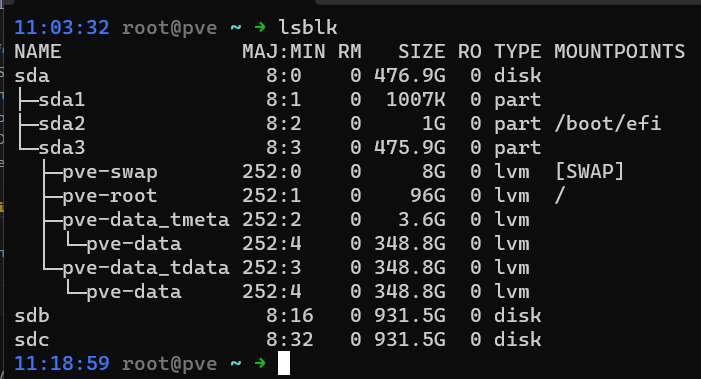 11:03:32 root@pve ~ → lsblk
NAME MAJ:MIN RM SIZE RO TYPE MOUNTPOINTS
sda 8:0 0 476.9G 0 disk
├─sda1 8:1 0 1007K 0 part
├─sda2 8:2 0 1G 0 part /boot/efi
└─sda3 8:3 0 475.9G 0 part
├─pve-swap 252:0 0 8G 0 lvm [SWAP]
├─pve-root 252:1 0 96G 0 lvm /
├─pve-data_tmeta 252:2 0 3.6G 0 lvm
│ └─pve-data 252:4 0 348.8G 0 lvm
└─pve-data_tdata 252:3 0 348.8G 0 lvm
└─pve-data 252:4 0 348.8G 0 lvm
sdb 8:16 0 931.5G 0 disk
sdc 8:32 0 931.5G 0 disk
11:18:59 root@pve ~ →